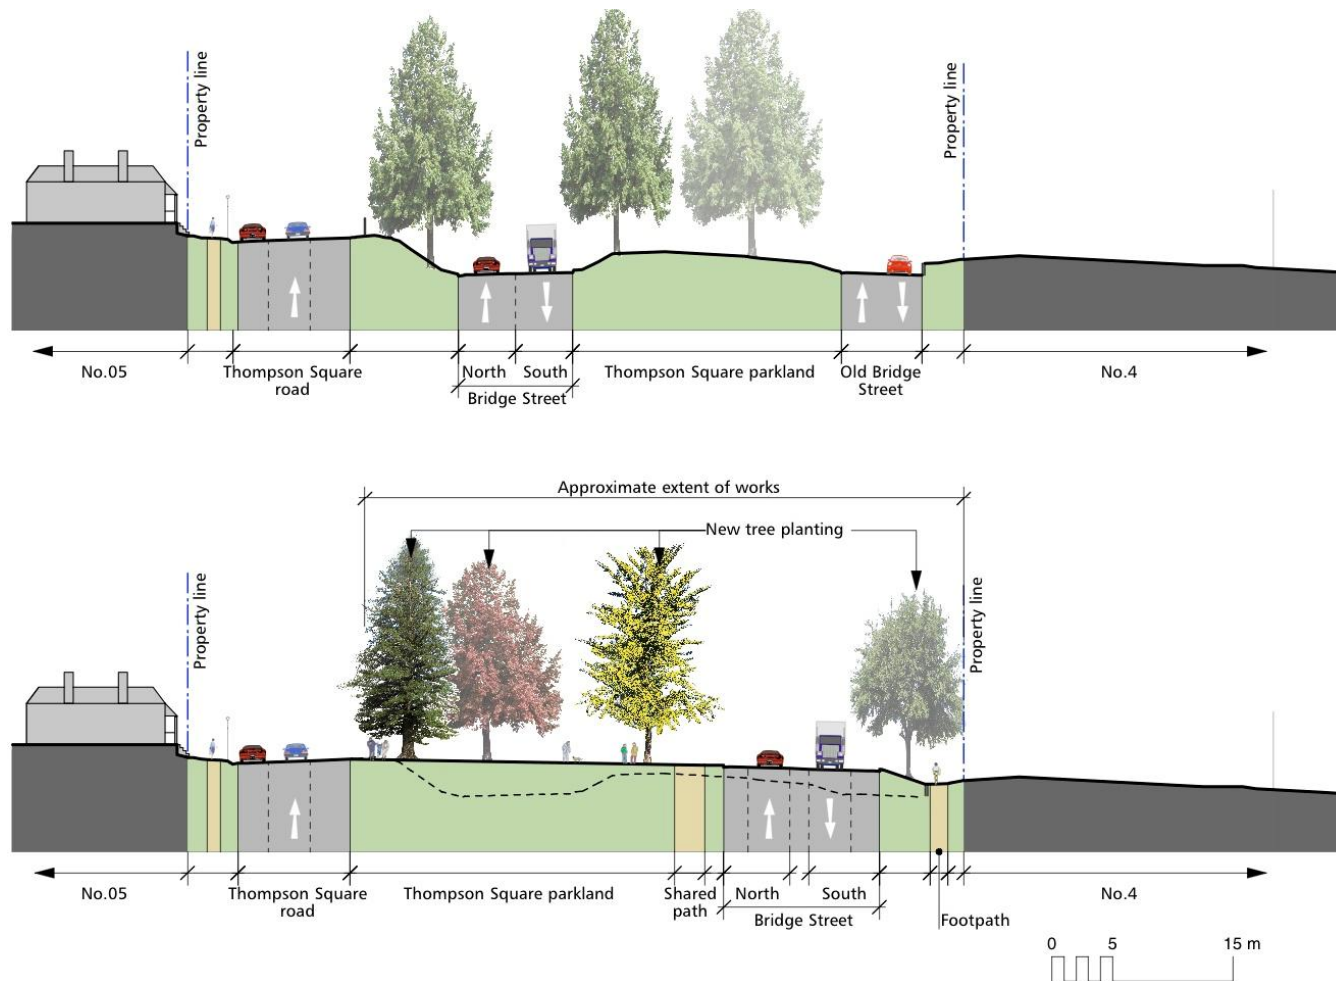 Property line
Property line
No.05
Thompson Square
road
North
South
Bridge Street
Thompson Square parkland
Old Bridge
Street
No.4
Approximate extent of works
New tree planting
Property line
Property line
No.05
Thompson Square
road
Thompson Square parkland
Shared
path
North
South
Bridge Street
Footpath
No.4
0 5 15 m